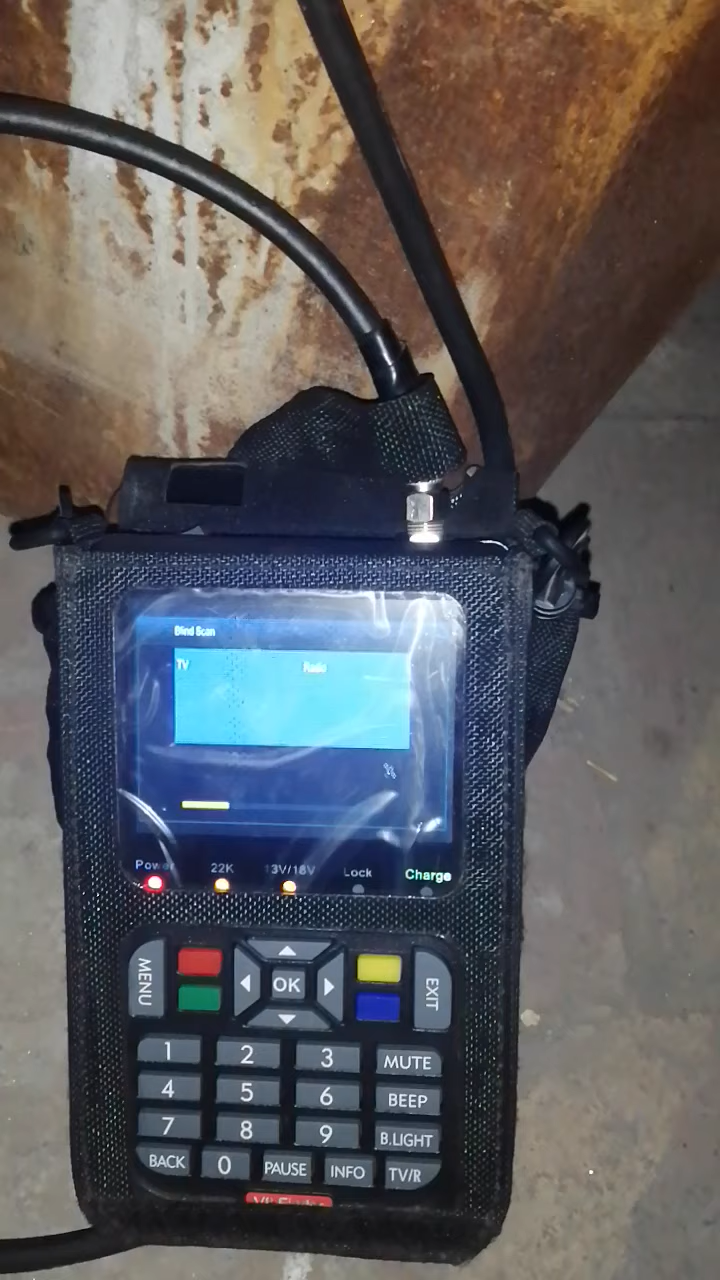 Blind Scan
TV Radio
Power 22K 13V/18V Lock Charge
MENU
OK
EXIT
1 2 3 MUTE
4 5 6 BEEP
7 8 9 B.LIGHT
BACK 0 PAUSE INFO TV/R